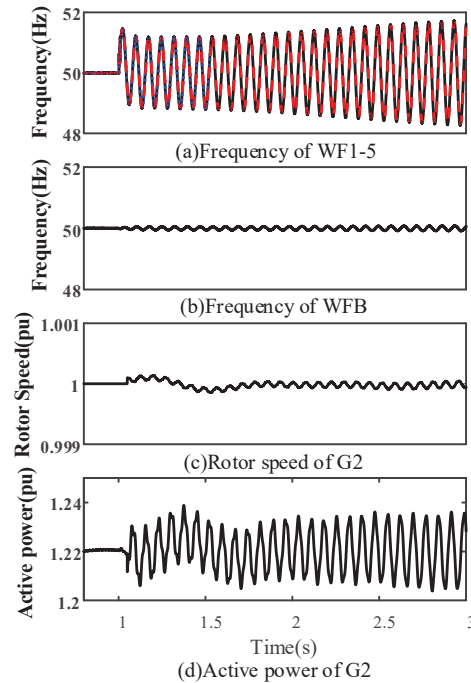 52
50
48
Frequency(Hz)
(a)Frequency of WF1-5
52
50
48
Frequency(Hz)
(b)Frequency of WFB
1.001
1
0.999
Rotor Speed(pu)
(c)Rotor speed of G2
1.24
1.22
1.2
Active power(pu)
1 1.5 2 2.5 3
Time(s)
(d)Active power of G2